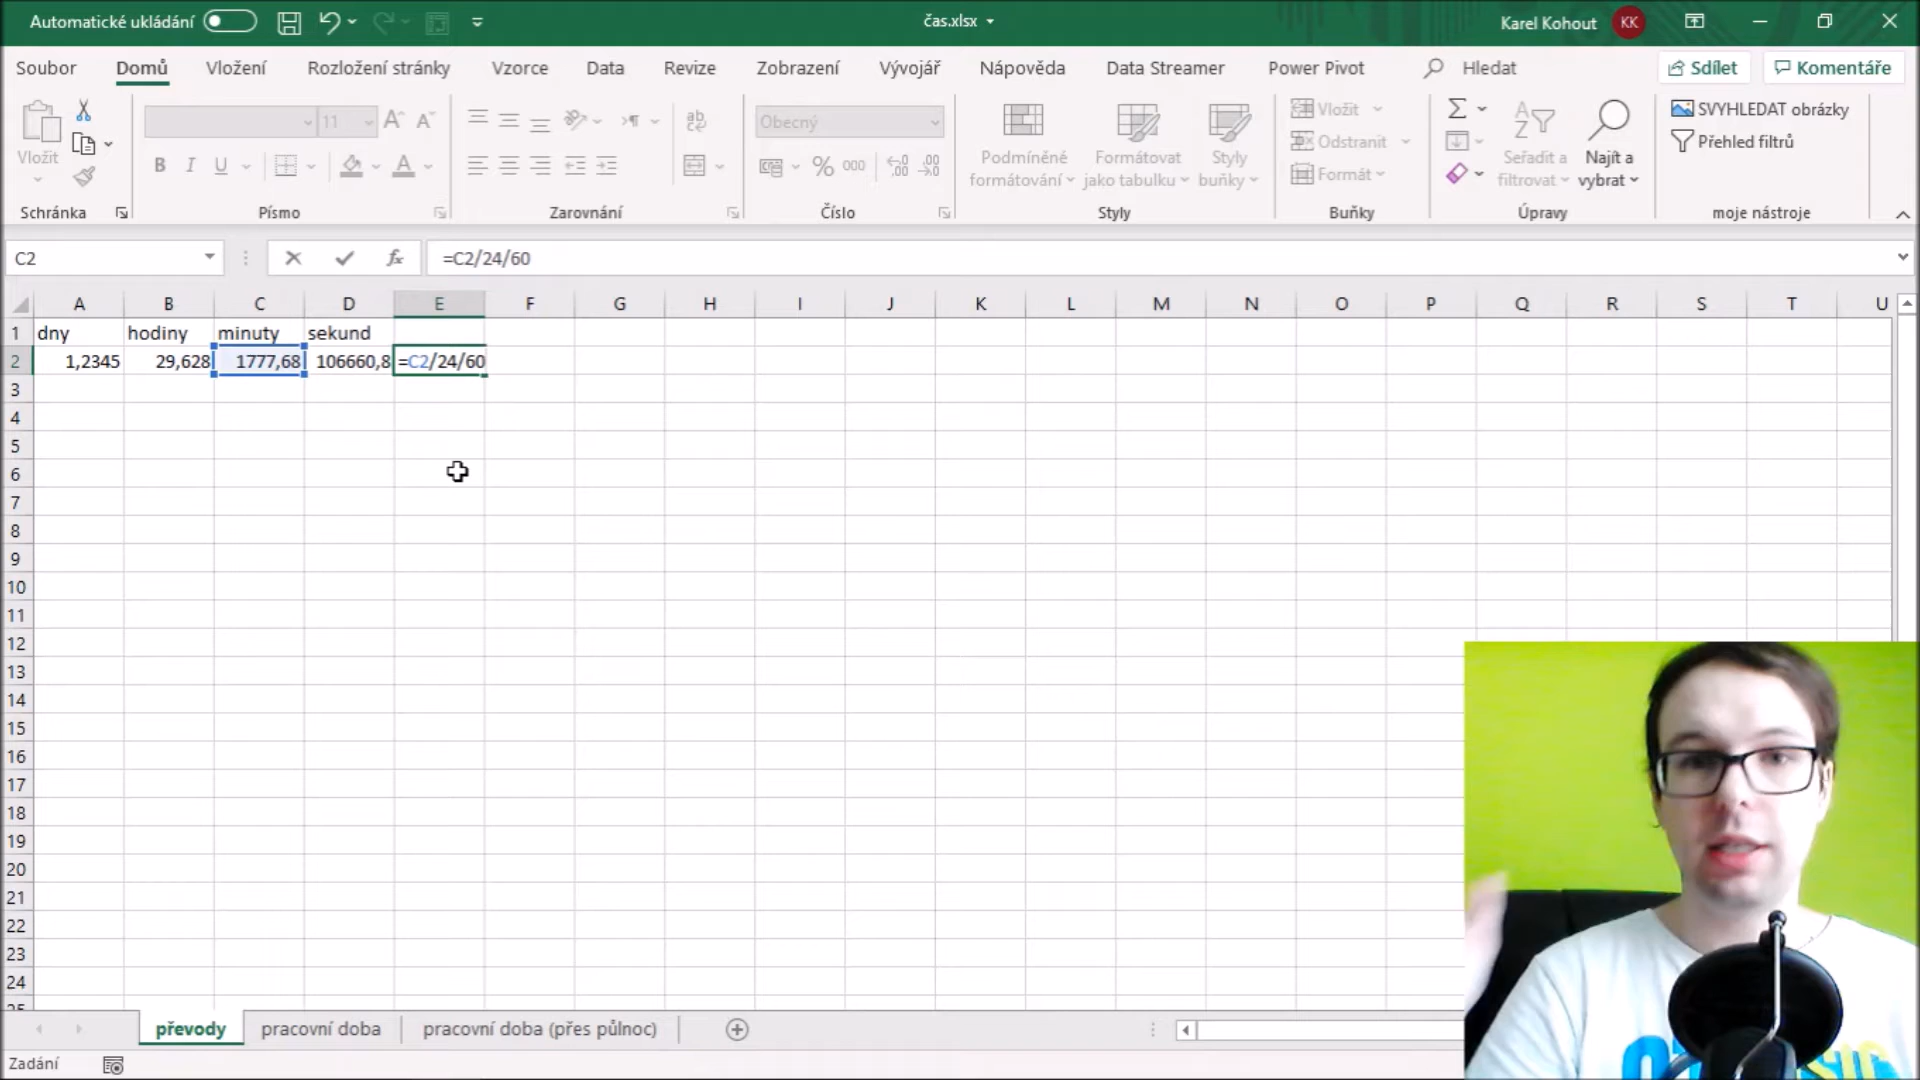 Automatické ukládání
čas.xlsx
Karel Kohout
KK
Soubor Domů Vložení Rozložení stránky Vzorce Data Revize Zobrazení Vývojář Nápověda Data Streamer Power Pivot Hledat Sdílet Komentáře
Vložit
Schránka
11
B I U
A
Písmo
Zarovnání
Obecný
% 000
Číslo
Podmíněné formátování
Formátovat jako tabulku
Styly buňky
Styly
Vložit
Odstranit
Formát
Buňky
Seřadit a filtrovat
Najít a vybrat
Úpravy
SVYHLEDAT obrázky
Přehled filtrů
moje nástroje
C2 fx =C2/24/60
A B C D E F G H I J K L M N O P Q R S T U
1 dny hodiny minuty sekund
2 1,2345 29,628 1777,68 106660,8 =C2/24/60
3
4
5
6
7
8
9
10
11
12
13
14
15
16
17
18
19
20
21
22
23
24
převody pracovní doba pracovní doba (přes půlnoc)
Zadání